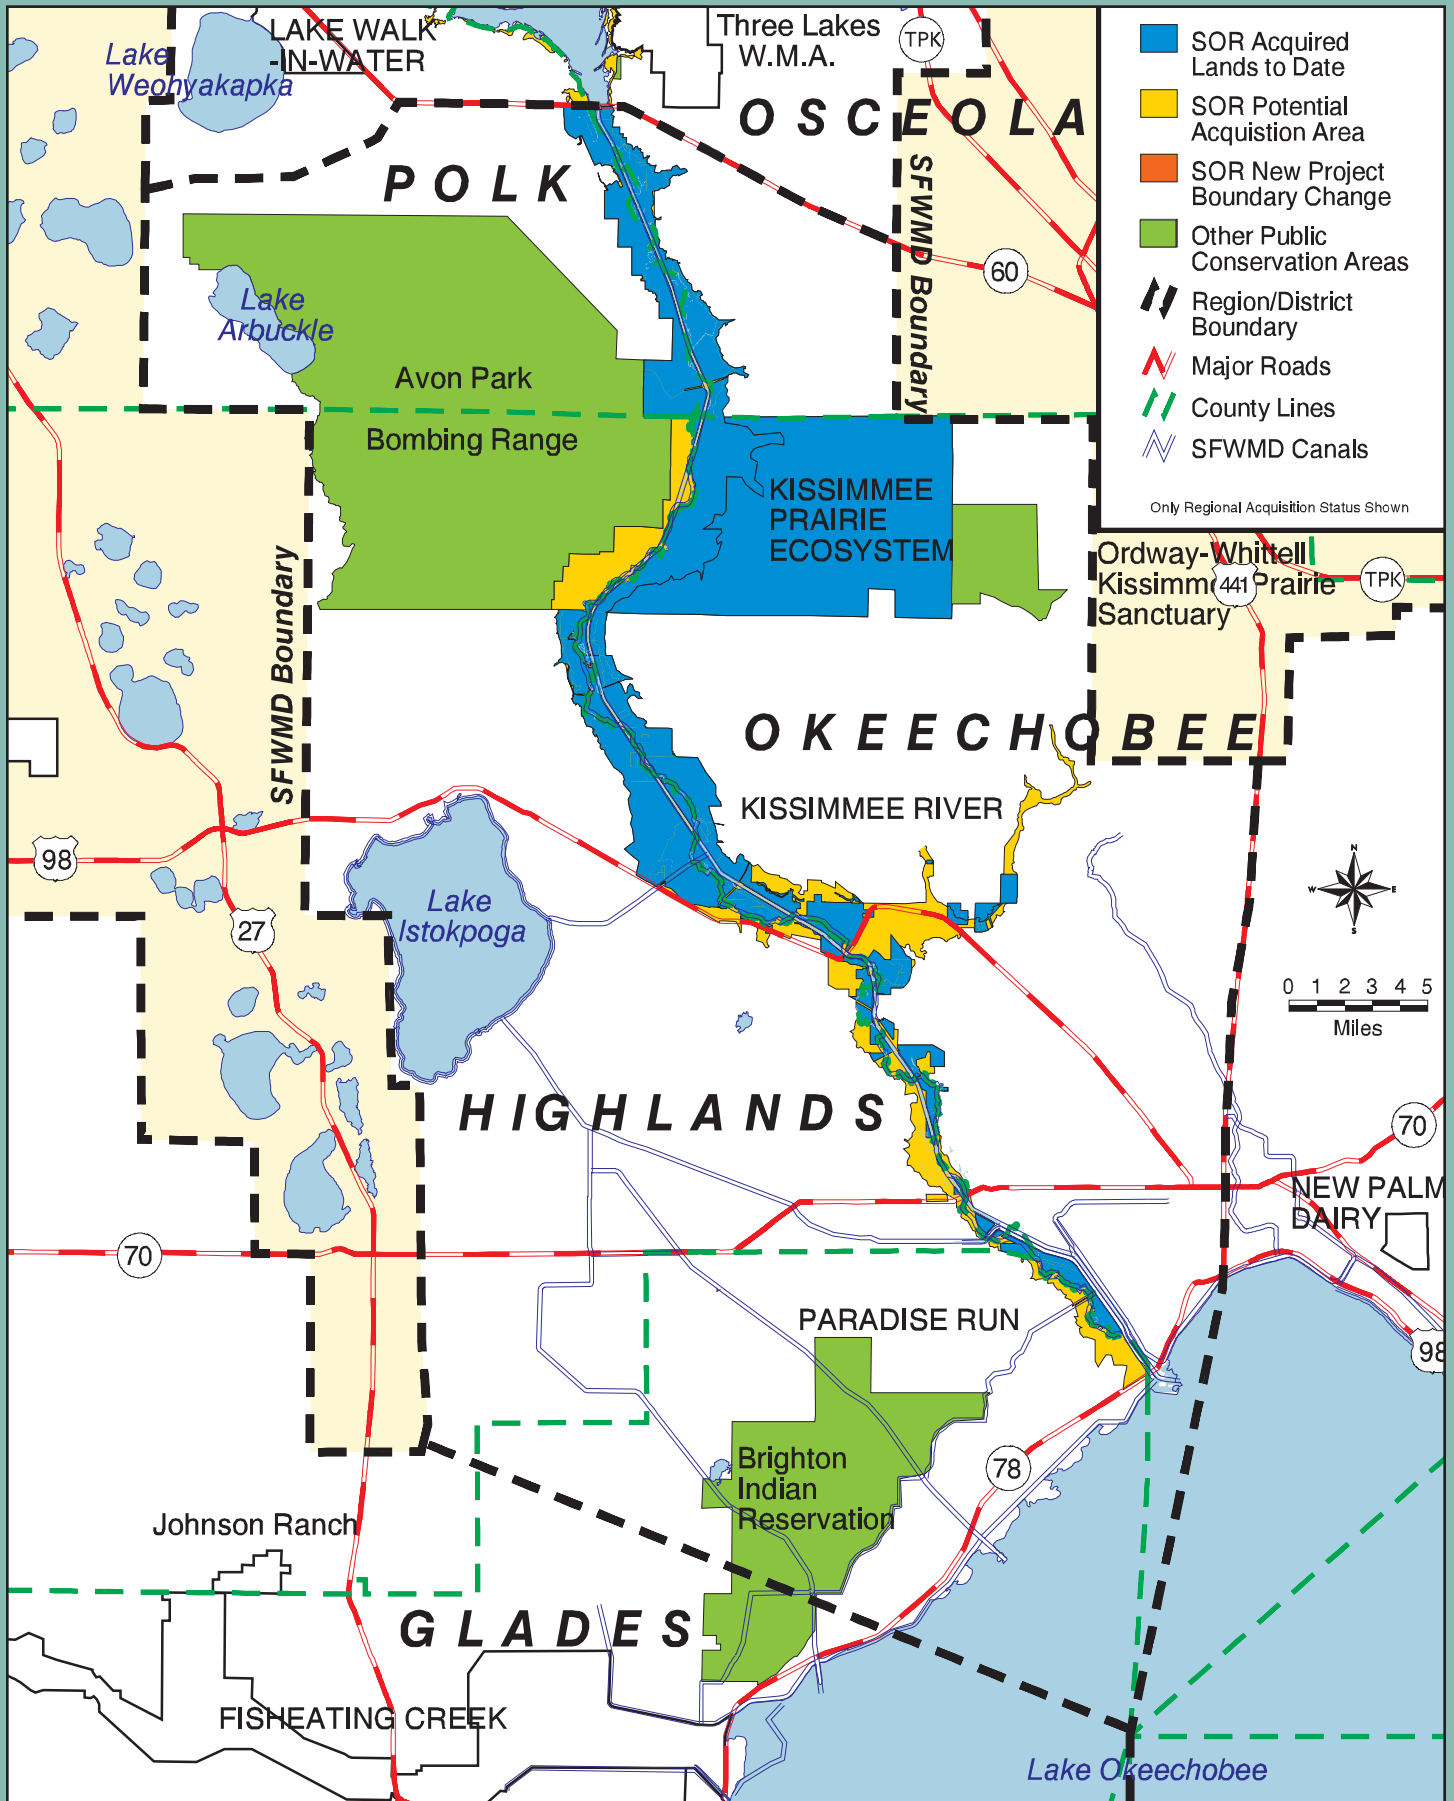 LAKE WALK
-IN-WATER
Three Lakes
W.M.A.
TPK
Lake
Weohyakapka
OSCEOLA
POLK
SFWMD Boundary
60
Lake
Arbuckle
Avon Park
Bombing Range
SOR Acquired
Lands to Date
SOR Potential
Acquistion Area
SOR New Project
Boundary Change
Other Public
Conservation Areas
Region/District
Boundary
Major Roads
County Lines
SFWMD Canals
Only Regional Acquisition Status Shown
KISSIMMEE
PRAIRIE
ECOSYSTEM
Ordway-Whittell
Kissimmee Prairie
Sanctuary
441
TPK
SFWMD Boundary
OKEECHOBEE
KISSIMMEE RIVER
98
27
Lake
Istokpoga
N
W E
S
0 1 2 3 4 5
Miles
HIGHLANDS
70
NEW PALM
DAIRY
70
PARADISE RUN
98
78
Brighton
Indian
Reservation
Johnson Ranch
GLADES
FISHEATING CREEK
Lake Okeechobee